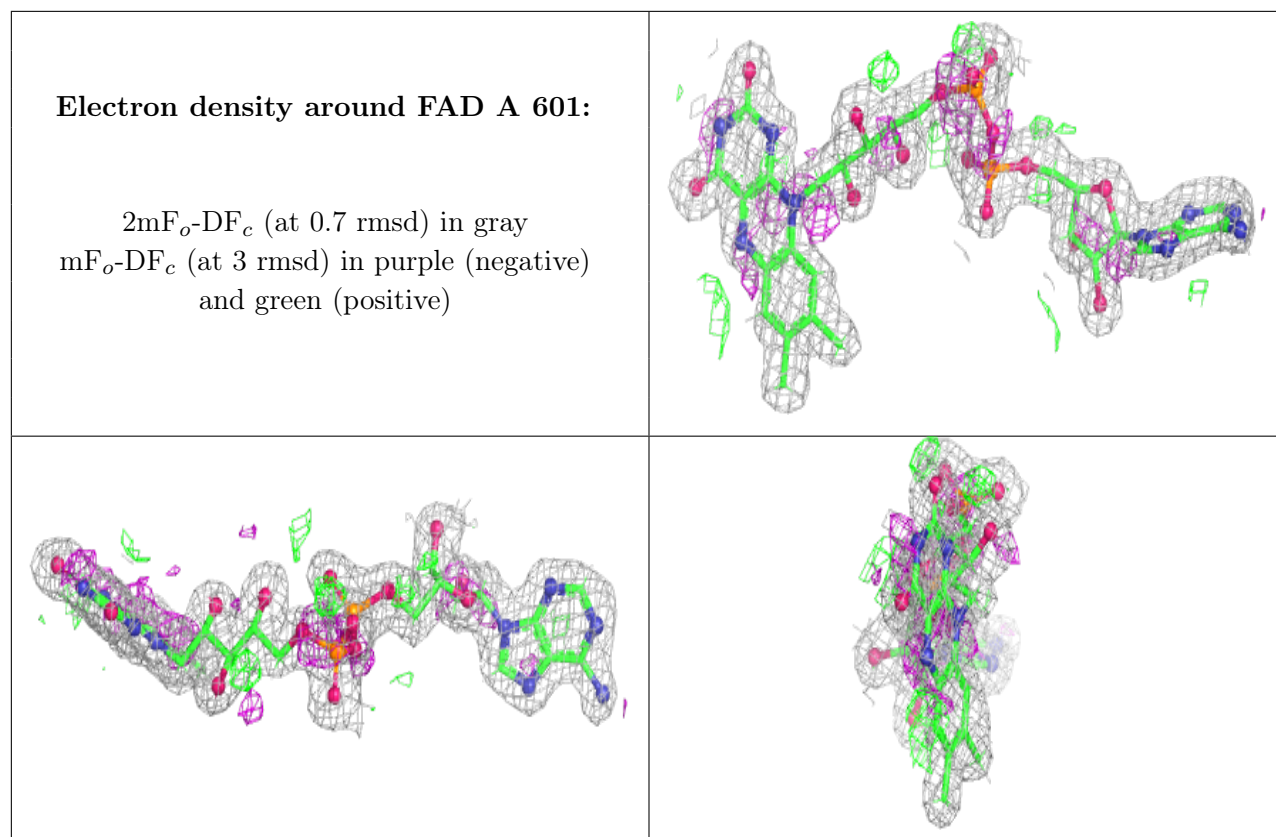 Electron density around FAD A 601:
2mFo-DFc (at 0.7 rmsd) in gray
mFo-DFc (at 3 rmsd) in purple (negative)
and green (positive)